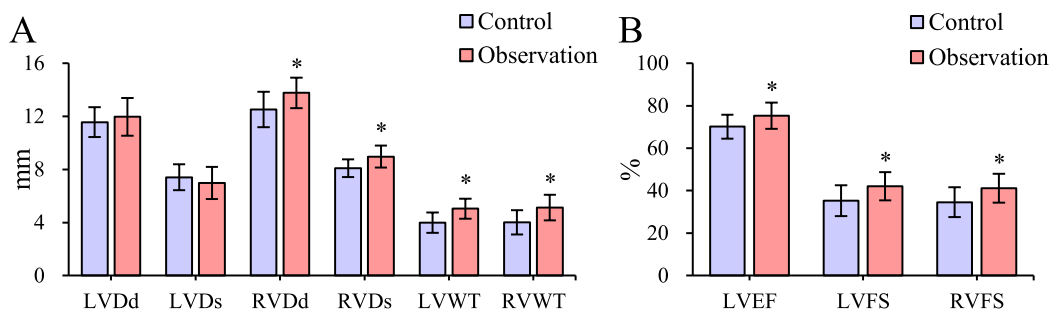 A
Control
Observation
16
12
8
4
0
mm
*
*
*
*
LVDd LVDs RVDd RVDs LVWT RVWT
B
Control
Observation
100
80
60
40
20
0
%
*
*
*
LVEF LVFS RVFS